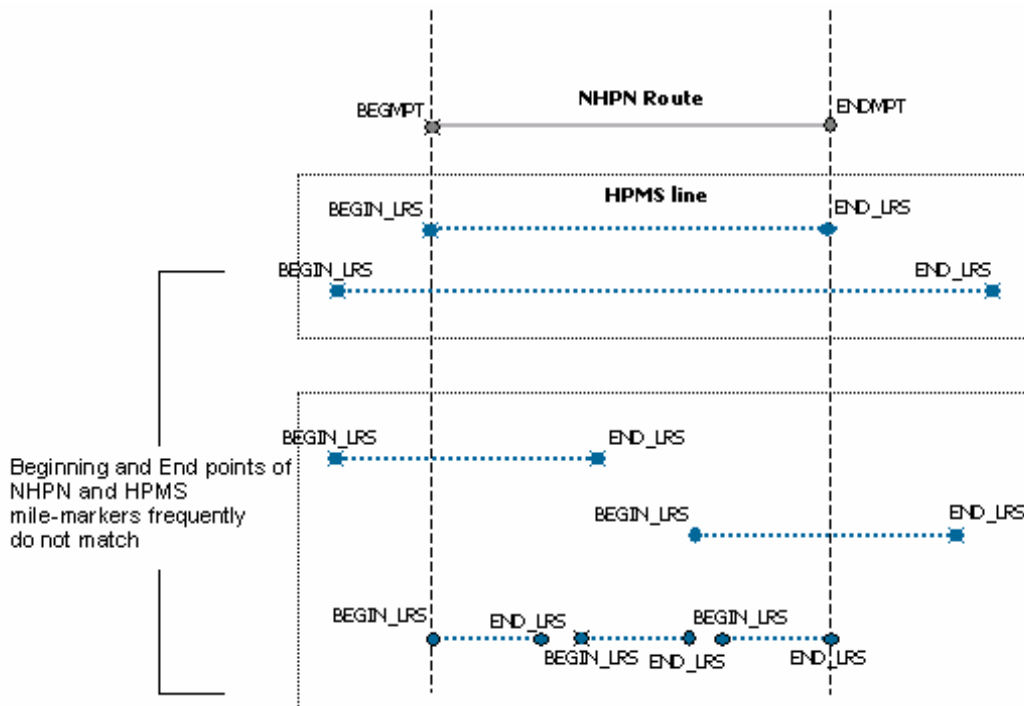 NHPN Route
BEGMPT
ENDMPT
HPMS line
BEGIN_LRS
END_LRS
BEGIN_LRS
END_LRS
BEGIN_LRS
END_LRS
Beginning and End points of
NHPN and HPMS
mile-markers frequently
do not match
BEGIN_LRS
END_LRS
BEGIN_LRS
END_LRS
BEGIN_LRS
BEGIN_LRS
END_LRS
END_LRS